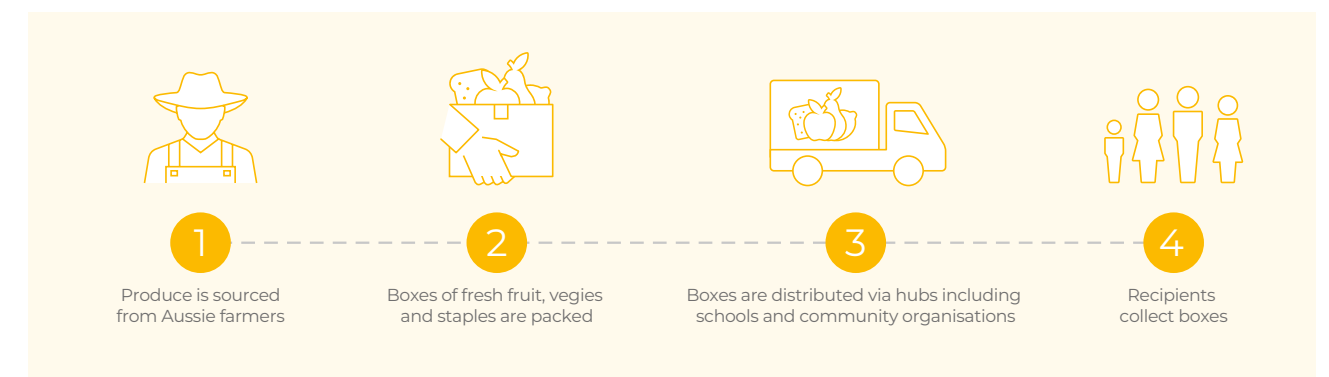 1
Produce is sourced
from Aussie farmers
2
Boxes of fresh fruit, vegies
and staples are packed
3
Boxes are distributed via hubs including
schools and community organisations
4
Recipients
collect boxes